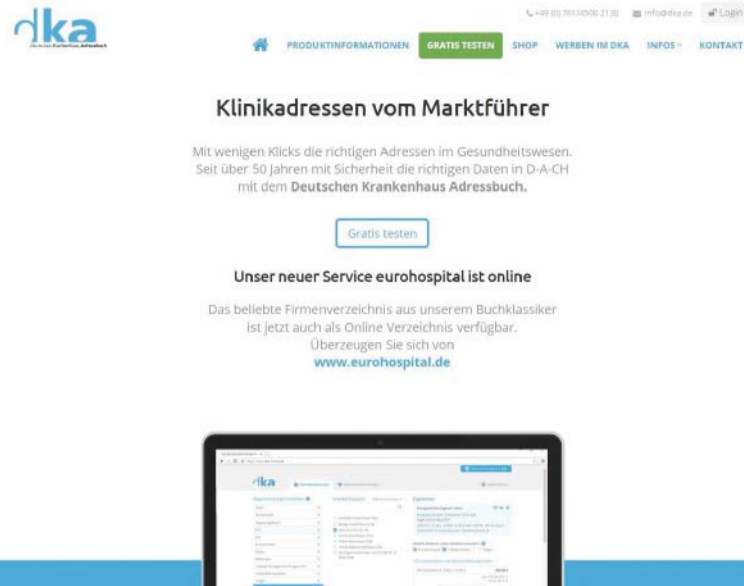 +49 (0) 761/4500 2130 info@dka.de Login
dka
Deutsches Krankenhaus Adressbuch
PRODUKTINFORMATIONEN GRATIS TESTEN SHOP WERBEN IM DKA INFOS KONTAKT
Klinikadressen vom Marktführer
Mit wenigen Klicks die richtigen Adressen im Gesundheitswesen.
Seit über 50 Jahren mit Sicherheit die richtigen Daten in D-A-CH
mit dem Deutschen Krankenhaus Adressbuch.
Gratis testen
Unser neuer Service eurohospital ist online
Das beliebte Firmenverzeichnis aus unserem Buchklassiker
ist jetzt auch als Online Verzeichnis verfügbar.
Überzeugen Sie sich von
www.eurohospital.de
dka